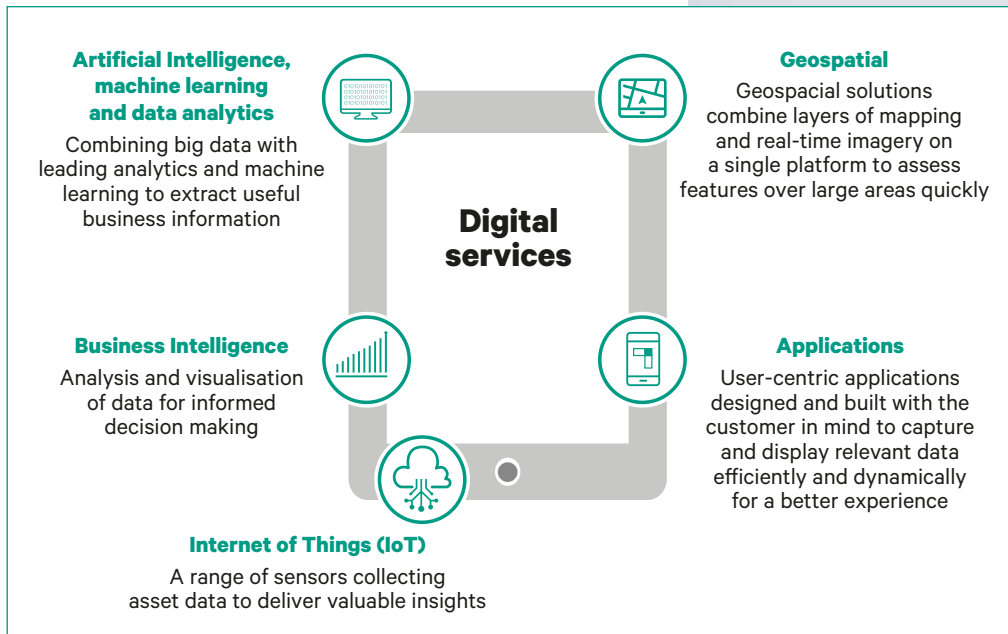 Artificial Intelligence,
machine learning
and data analytics
Combining big data with
leading analytics and machine
learning to extract useful
business information
Geospatial
Geospacial solutions
combine layers of mapping
and real-time imagery on
a single platform to assess
features over large areas quickly
Digital
services
Business Intelligence
Analysis and visualisation
of data for informed
decision making
Applications
User-centric applications
designed and built with the
customer in mind to capture
and display relevant data
efficiently and dynamically
for a better experience
Internet of Things (IoT)
A range of sensors collecting
asset data to deliver valuable insights